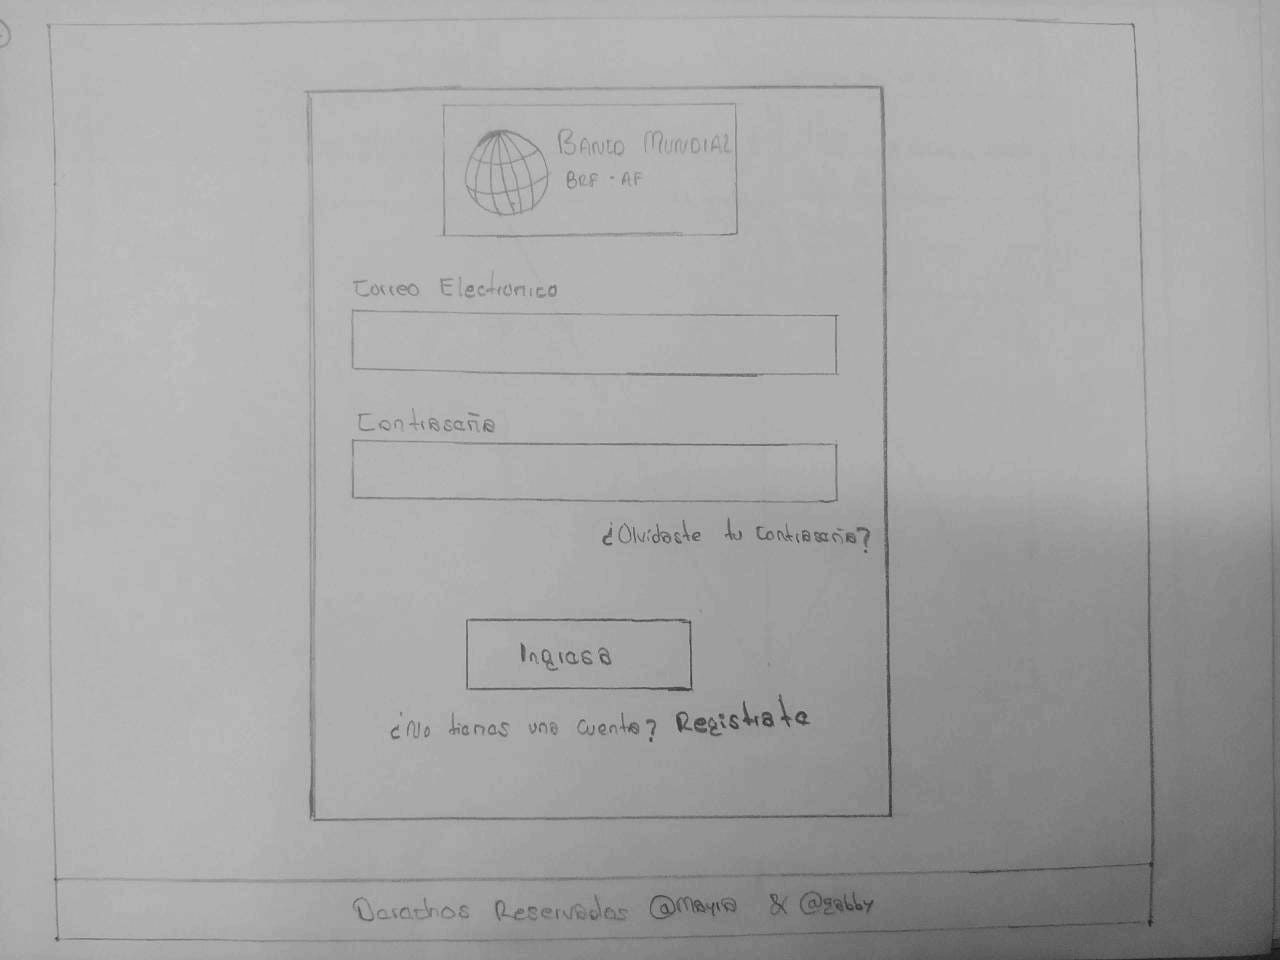 BANCO MUNDIAL
BRF · AF
Correo Electronico
Contraseña
¿Olvidaste tu contraseña?
Ingresa
¿No tienes una cuenta? Registrate
Derechos Reservados @Mayra & @gabby